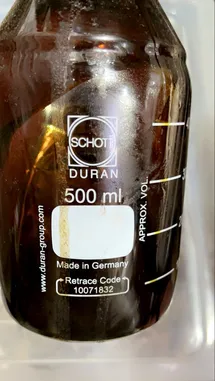 SCHOTT
DURAN
500 ml
www.duran-group.com
APPROX. VOL.
Made in Germany
Retrace Code
10071832